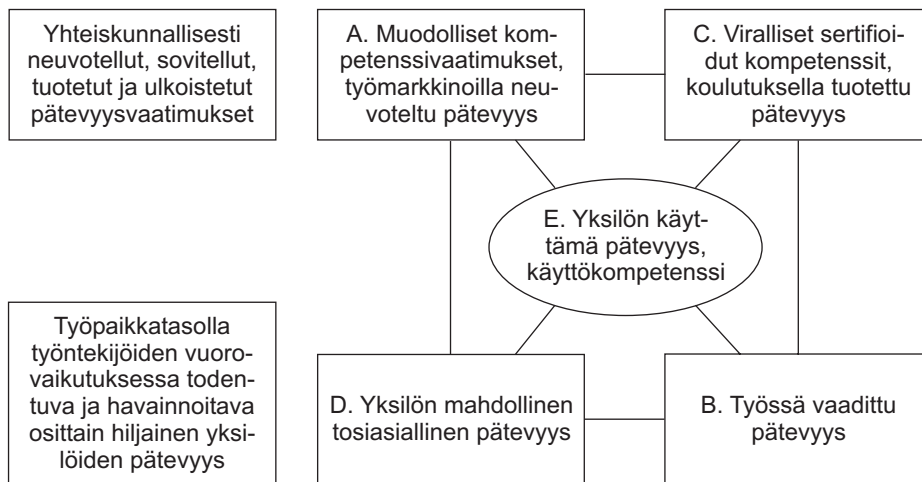 Yhteiskunnallisesti
neuvotellut, sovitellut,
tuotetut ja ulkoistetut
pätevyysvaatimukset
A. Muodolliset kom-
petenssivaatimukset,
työmarkkinoilla neu-
voteltu pätevyys
C. Viralliset sertifioi-
dut kompetenssit,
koulutuksella tuotettu
pätevyys
E. Yksilön käyt-
tämä pätevyys,
käyttökompetenssi
Työpaikkatasolla
työntekijöiden vuoro-
vaikutuksessa toden-
tuva ja havainnoitava
osittain hiljainen yksi-
löiden pätevyys
D. Yksilön mahdollinen
tosiasiallinen pätevyys
B. Työssä vaadittu
pätevyys